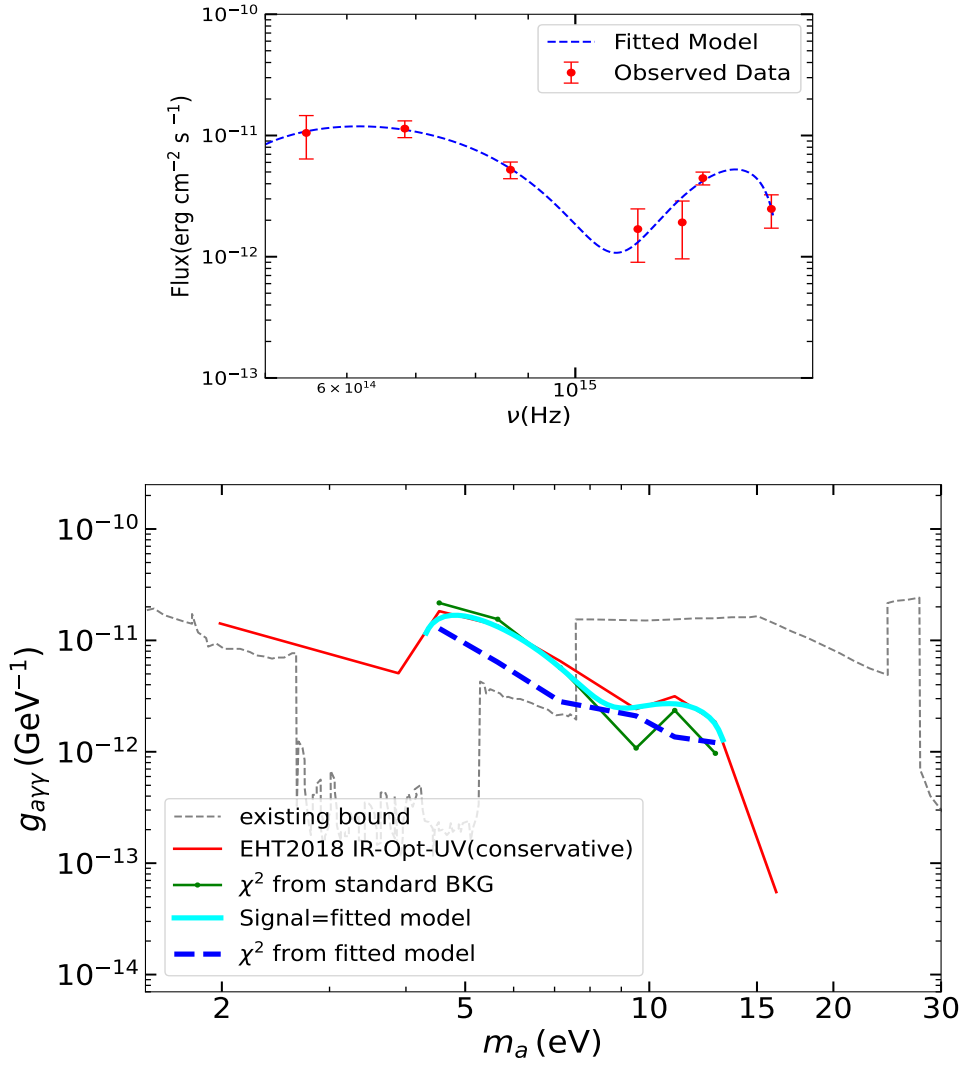 10⁻¹⁰
Fitted Model
Observed Data
10⁻¹¹
Flux(erg cm⁻² s⁻¹)
10⁻¹²
10⁻¹³
6 × 10¹⁴
10¹⁵
ν(Hz)
10⁻¹⁰
10⁻¹¹
g_{aγγ} (GeV⁻¹)
10⁻¹²
10⁻¹³
10⁻¹⁴
existing bound
EHT2018 IR-Opt-UV(conservative)
χ² from standard BKG
Signal=fitted model
χ² from fitted model
2 5 10 15 20 30
mₐ (eV)